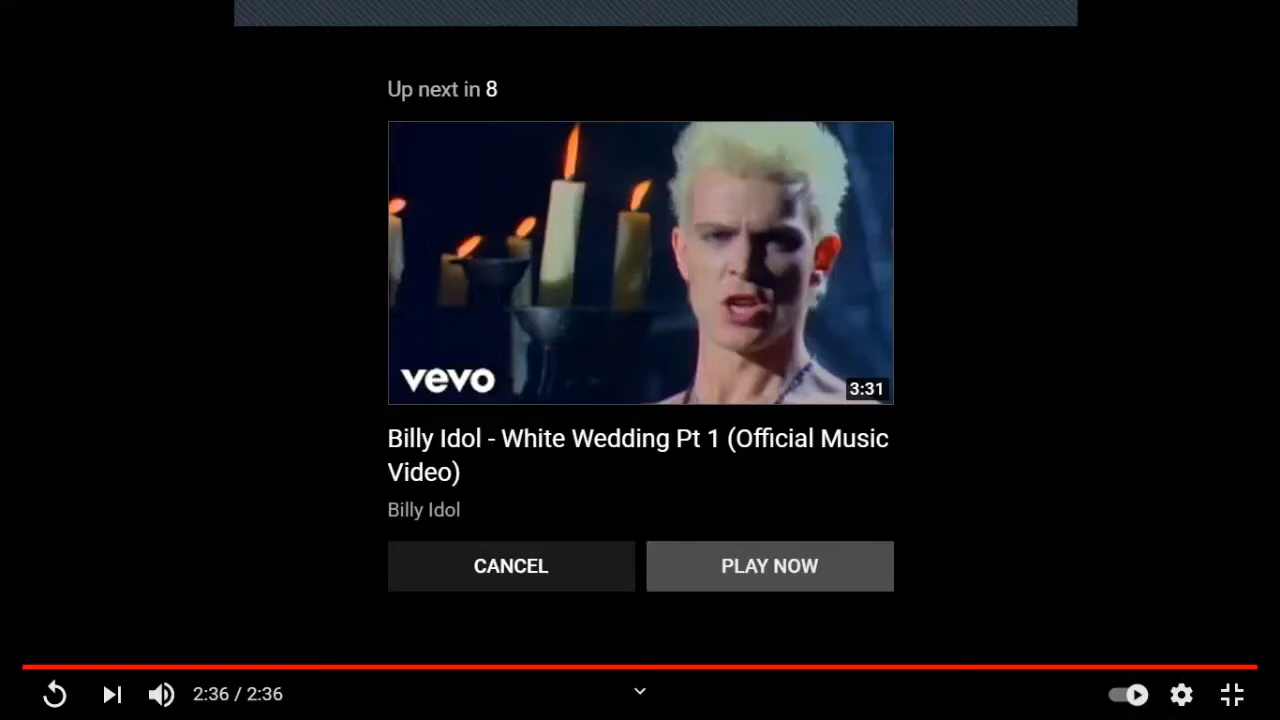 Up next in 8
vevo
3:31
Billy Idol - White Wedding Pt 1 (Official Music
Video)
Billy Idol
CANCEL
PLAY NOW
2:36 / 2:36